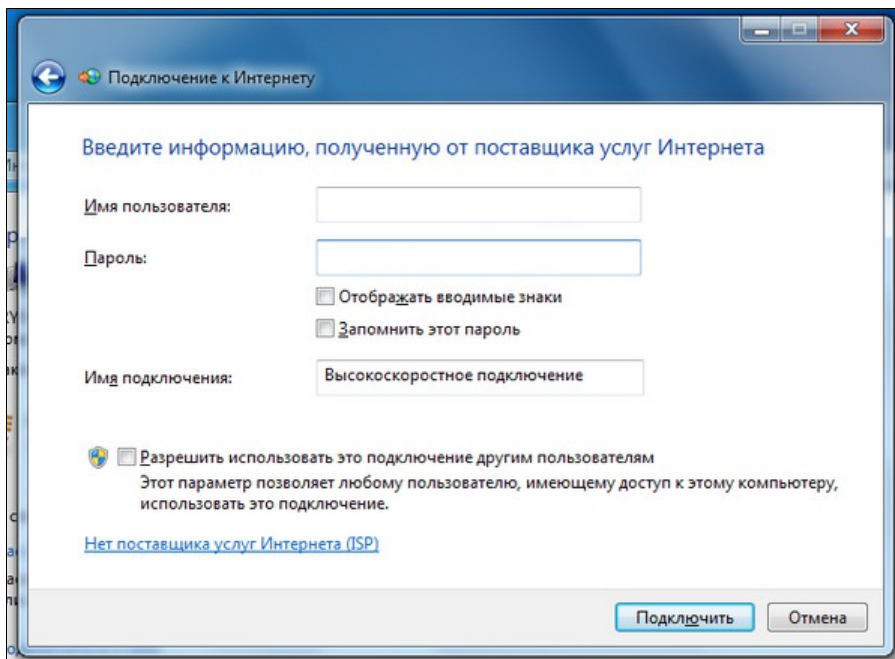 Подключение к Интернету
Введите информацию, полученную от поставщика услуг Интернета
Имя пользователя:
Пароль:
Отображать вводимые знаки
Запомнить этот пароль
Имя подключения: Высокоскоростное подключение
Разрешить использовать это подключение другим пользователям
Этот параметр позволяет любому пользователю, имеющему доступ к этому компьютеру,
использовать это подключение.
Нет поставщика услуг Интернета (ISP)
Подключить Отмена